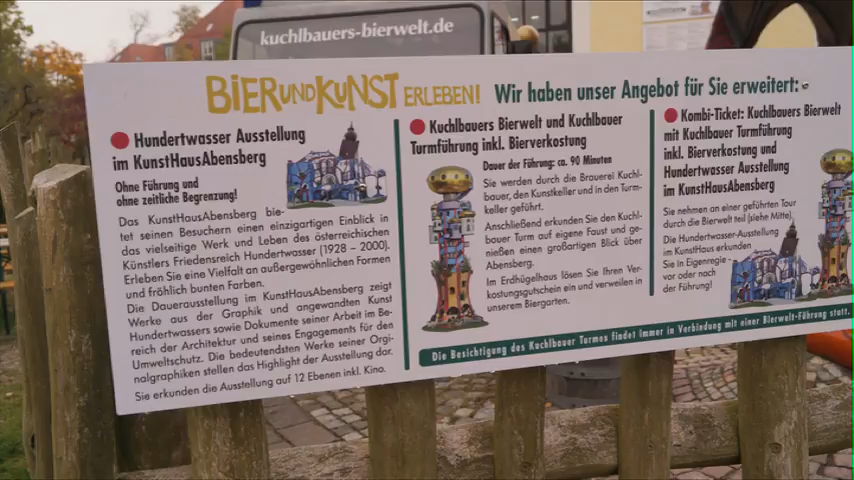 kuchlbauers-bierwelt.de
BIERUNDKUNST ERLEBEN! Wir haben unser Angebot für Sie erweitert:
Hundertwasser Ausstellung
im KunstHausAbensberg
Ohne Führung und
ohne zeitliche Begrenzung!
Das KunstHausAbensberg bie-
tet seinen Besuchern einen einzigartigen Einblick in
das vielseitige Werk und Leben des österreichischen
Künstlers Friedensreich Hundertwasser (1928 – 2000).
Erleben Sie eine Vielfalt an außergewöhnlichen Formen
und fröhlich bunten Farben.
Die Dauerausstellung im KunstHausAbensberg zeigt
Werke aus der Graphik und angewandten Kunst
Hundertwassers sowie Dokumente seiner Arbeit im Be-
reich der Architektur und seines Engagements für den
Umweltschutz. Die bedeutendsten Werke seiner Origi-
nalgraphiken stellen das Highlight der Ausstellung dar.
Sie erkunden die Ausstellung auf 12 Ebenen inkl. Kino.
Kuchlbauers Bierwelt und Kuchlbauer
Turmführung inkl. Bierverkostung
Dauer der Führung: ca. 90 Minuten
Sie werden durch die Brauerei Kuchl-
bauer, den Kunstkeller und in den Turm-
keller geführt.
Anschließend erkunden Sie den Kuchl-
bauer Turm auf eigene Faust und ge-
nießen einen großartigen Blick über
Abensberg.
Im Erdhügelhaus lösen Sie Ihren Ver-
kostungsgutschein ein und verweilen in
unserem Biergarten.
Kombi-Ticket: Kuchlbauers Bierwelt
mit Kuchlbauer Turmführung
inkl. Bierverkostung und
Hundertwasser Ausstellung
im KunstHausAbensberg
Sie nehmen an einer geführten Tour
durch die Bierwelt teil (siehe Mitte)
Die Hundertwasser-Ausstellung
im KunstHaus erkunden
Sie in Eigenregie -
vor oder nach
der Führung!
Die Besichtigung des Kuchlbauer Turmes findet immer in Verbindung mit einer Bierwelt-Führung statt.